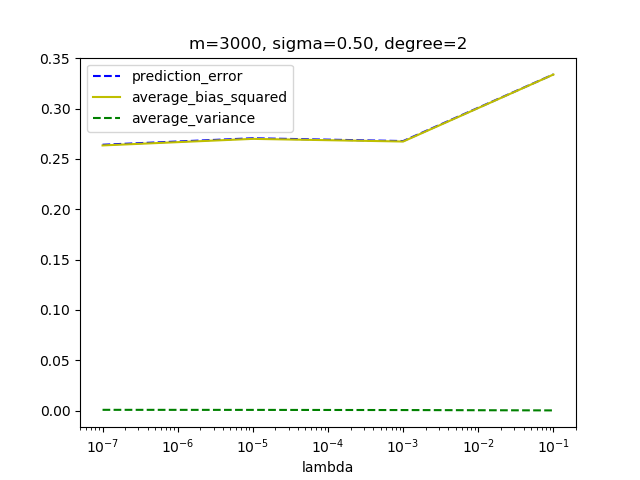 m=3000, sigma=0.50, degree=2
prediction_error
average_bias_squared
average_variance
0.35
0.30
0.25
0.20
0.15
0.10
0.05
0.00
10⁻⁷ 10⁻⁶ 10⁻⁵ 10⁻⁴ 10⁻³ 10⁻² 10⁻¹
lambda